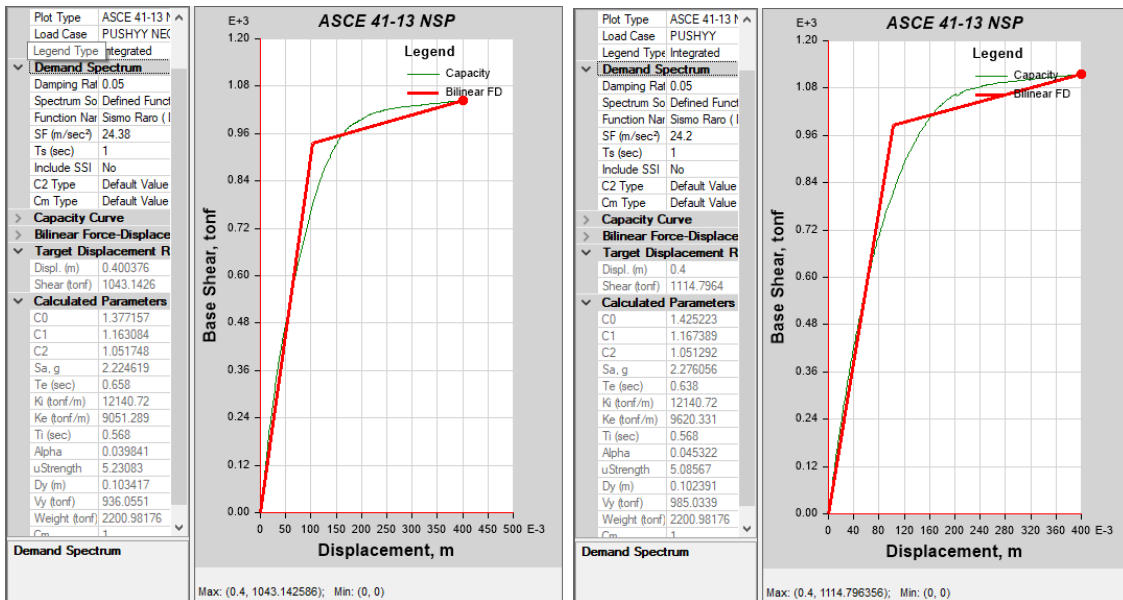 Plot Type ASCE 41-13 N
Load Case PUSHYY NEG
Legend Type ntegrated
Demand Spectrum
Damping Rat 0.05
Spectrum So Defined Funct
Function Nar Sismo Raro (
SF (m/sec²) 24.38
Ts (sec) 1
Include SSI No
C2 Type Default Value
Cm Type Default Value
Capacity Curve
Bilinear Force-Displace
Target Displacement R
Displ. (m) 0.400376
Shear (tonf) 1043.1426
Calculated Parameters
C0 1.377157
C1 1.163084
C2 1.051748
Sa, g 2.224619
Te (sec) 0.658
Ki (tonf/m) 12140.72
Ke (tonf/m) 9051.289
Ti (sec) 0.568
Alpha 0.039841
uStrength 5.23083
Dy (m) 0.103417
Vy (tonf) 936.0551
Weight (tonf) 2200.98176
Cm 1
Demand Spectrum
E+3
ASCE 41-13 NSP
Legend
Capacity
Bilinear FD
Base Shear, tonf
1.20
1.08
0.96
0.84
0.72
0.60
0.48
0.36
0.24
0.12
0.00
0 50 100 150 200 250 300 350 400 450 500 E-3
Displacement, m
Max: (0.4, 1043.142586); Min: (0, 0)
Plot Type ASCE 41-13 N
Load Case PUSHYY
Legend Type Integrated
Demand Spectrum
Damping Rat 0.05
Spectrum So Defined Funct
Function Nar Sismo Raro (
SF (m/sec²) 24.2
Ts (sec) 1
Include SSI No
C2 Type Default Value
Cm Type Default Value
Capacity Curve
Bilinear Force-Displace
Target Displacement R
Displ. (m) 0.4
Shear (tonf) 1114.7964
Calculated Parameters
C0 1.425223
C1 1.167389
C2 1.051292
Sa, g 2.276056
Te (sec) 0.638
Ki (tonf/m) 12140.72
Ke (tonf/m) 9620.331
Ti (sec) 0.568
Alpha 0.045322
uStrength 5.08567
Dy (m) 0.102391
Vy (tonf) 985.0339
Weight (tonf) 2200.98176
Cm 1
Demand Spectrum
E+3
ASCE 41-13 NSP
Legend
Capacity
Bilinear FD
Base Shear, tonf
1.20
1.08
0.96
0.84
0.72
0.60
0.48
0.36
0.24
0.12
0.00
0 40 80 120 160 200 240 280 320 360 400 E-3
Displacement, m
Max: (0.4, 1114.796356); Min: (0, 0)